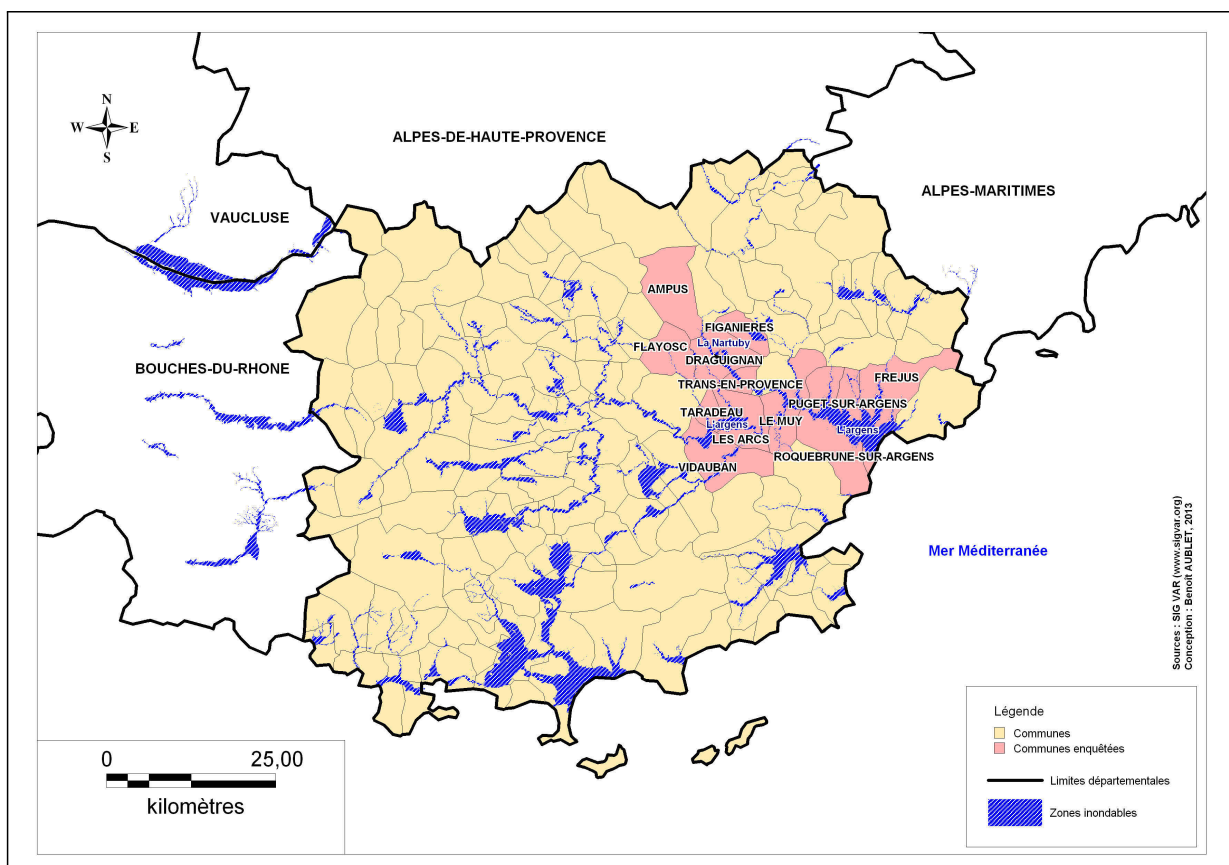 N
W E
S
ALPES-DE-HAUTE-PROVENCE
ALPES-MARITIMES
VAUCLUSE
AMPUS
FIGANIERES
La Nartuby
FLAYOSC
DRAGUIGNAN
BOUCHES-DU-RHONE
TRANS-EN-PROVENCE
FREJUS
PUGET-SUR-ARGENS
TARADEAU
L'argens
LE MUY
L'argens
LES ARCS
ROQUEBRUNE-SUR-ARGENS
VIDAUBAN
Mer Méditerranée
Sources : SIG VAR (www.sigvar.org)
Conception : Benoît AUBLET, 2013
Légende
Communes
Communes enquêtées
Limites départementales
Zones inondables
0 25,00
kilomètres